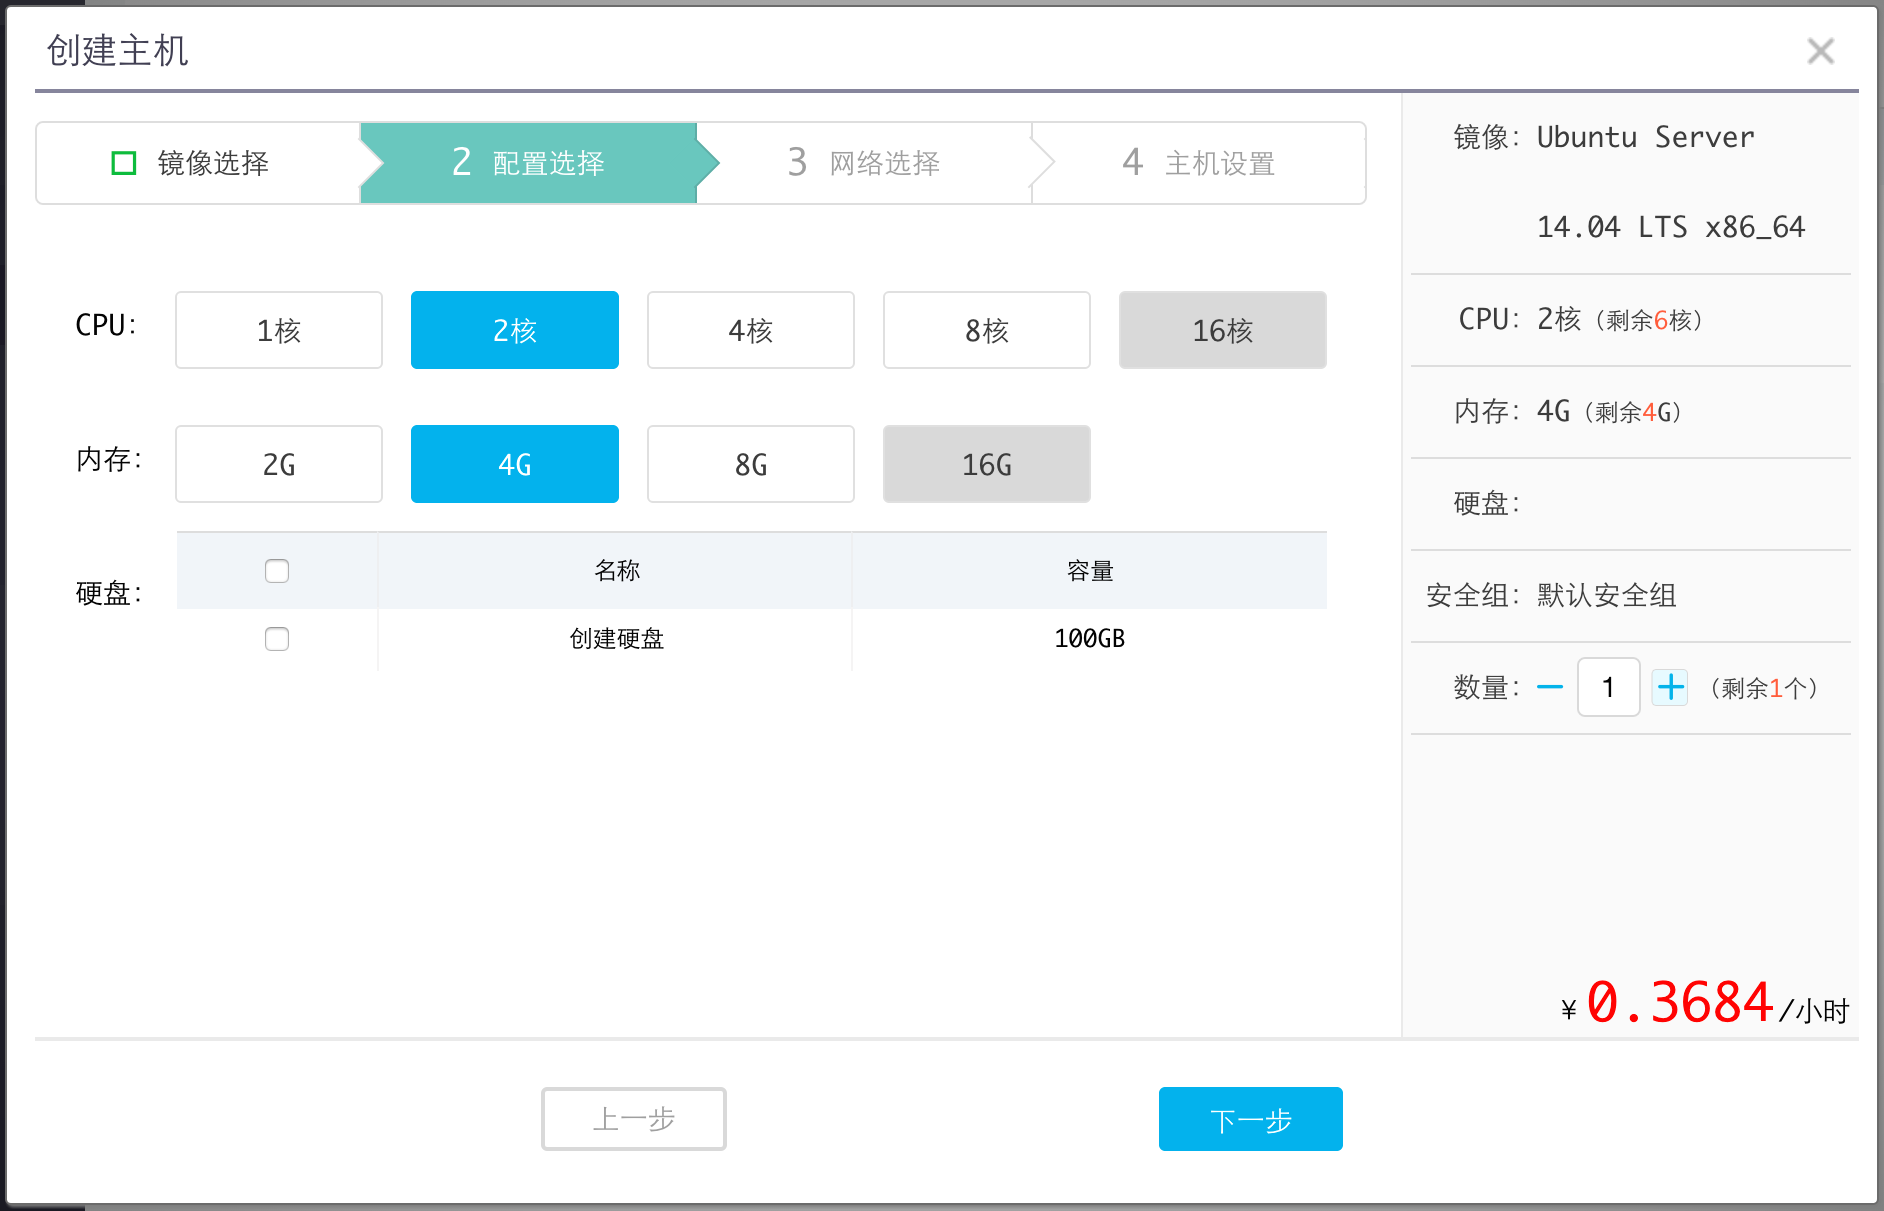 创建主机
镜像选择
2 配置选择
3 网络选择
4 主机设置
CPU:
1核
2核
4核
8核
16核
内存:
2G
4G
8G
16G
硬盘:
名称
容量
创建硬盘
100GB
镜像: Ubuntu Server
14.04 LTS x86_64
CPU: 2核（剩余6核）
内存: 4G（剩余4G）
硬盘:
安全组: 默认安全组
数量: 1 （剩余1个）
¥ 0.3684/小时
上一步
下一步